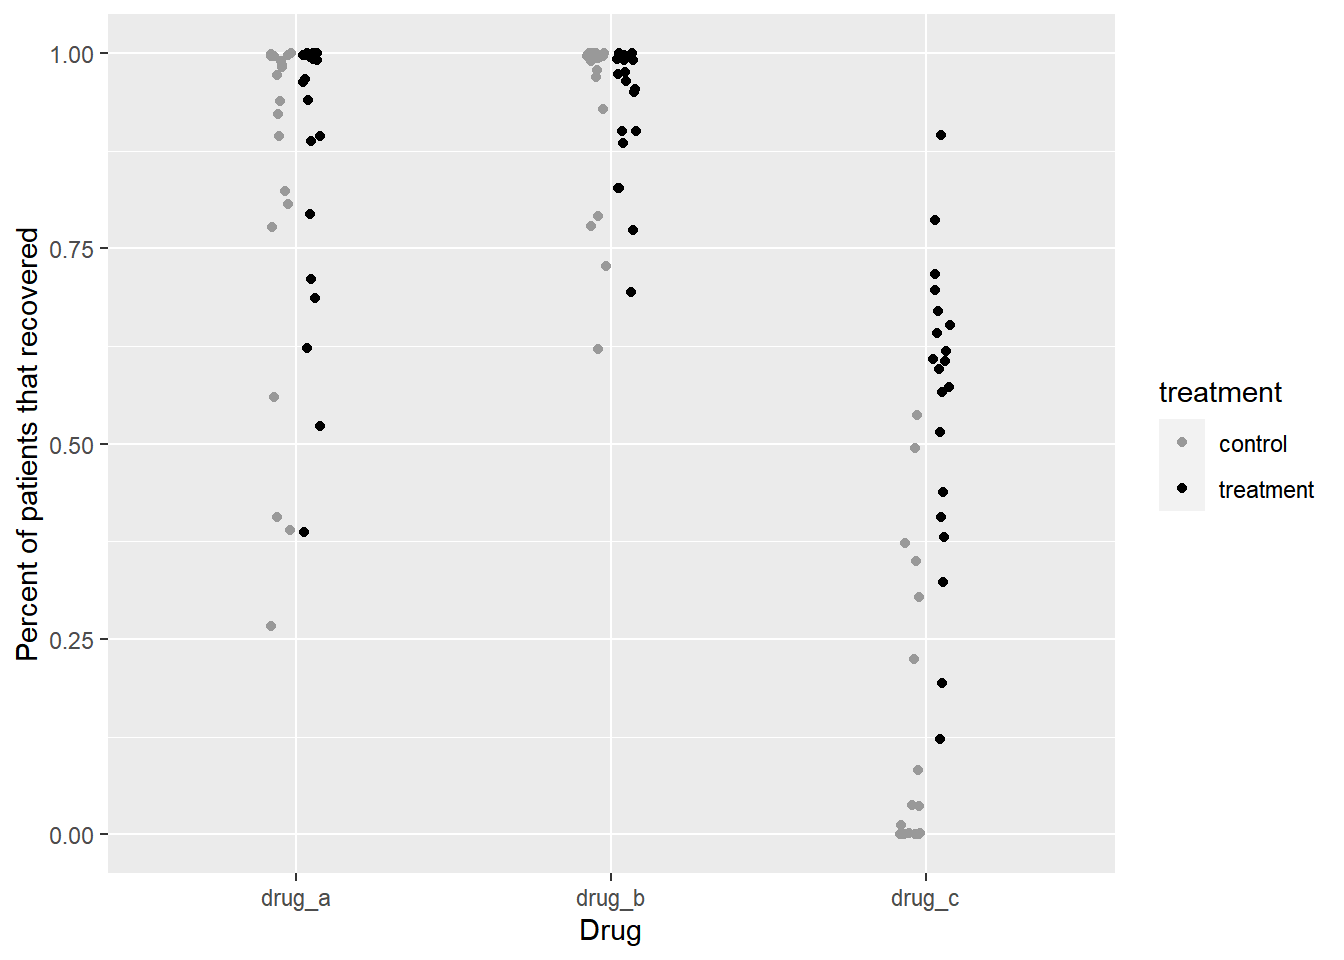 1.00
0.75
0.50
0.25
0.00
Percent of patients that recovered
drug_a
drug_b
drug_c
Drug
treatment
control
treatment